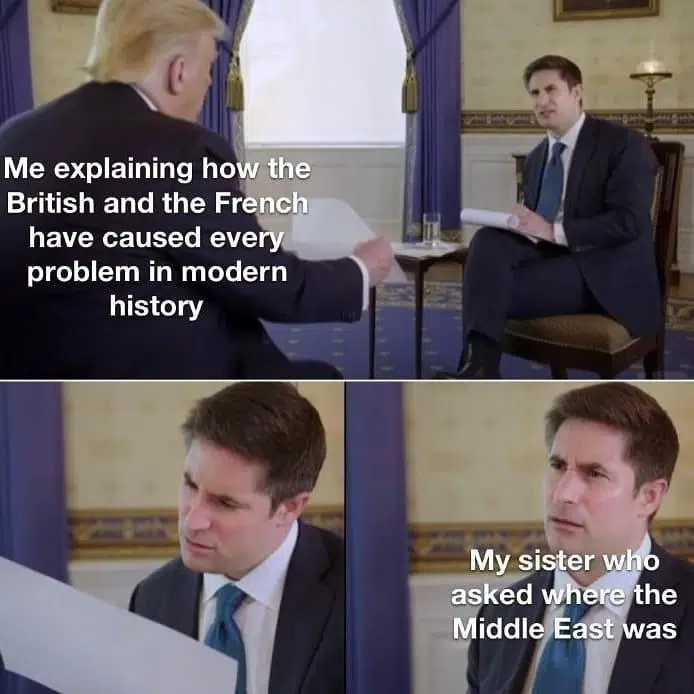 Me explaining how the
British and the French
have caused every
problem in modern
history
My sister who
asked where the
Middle East was